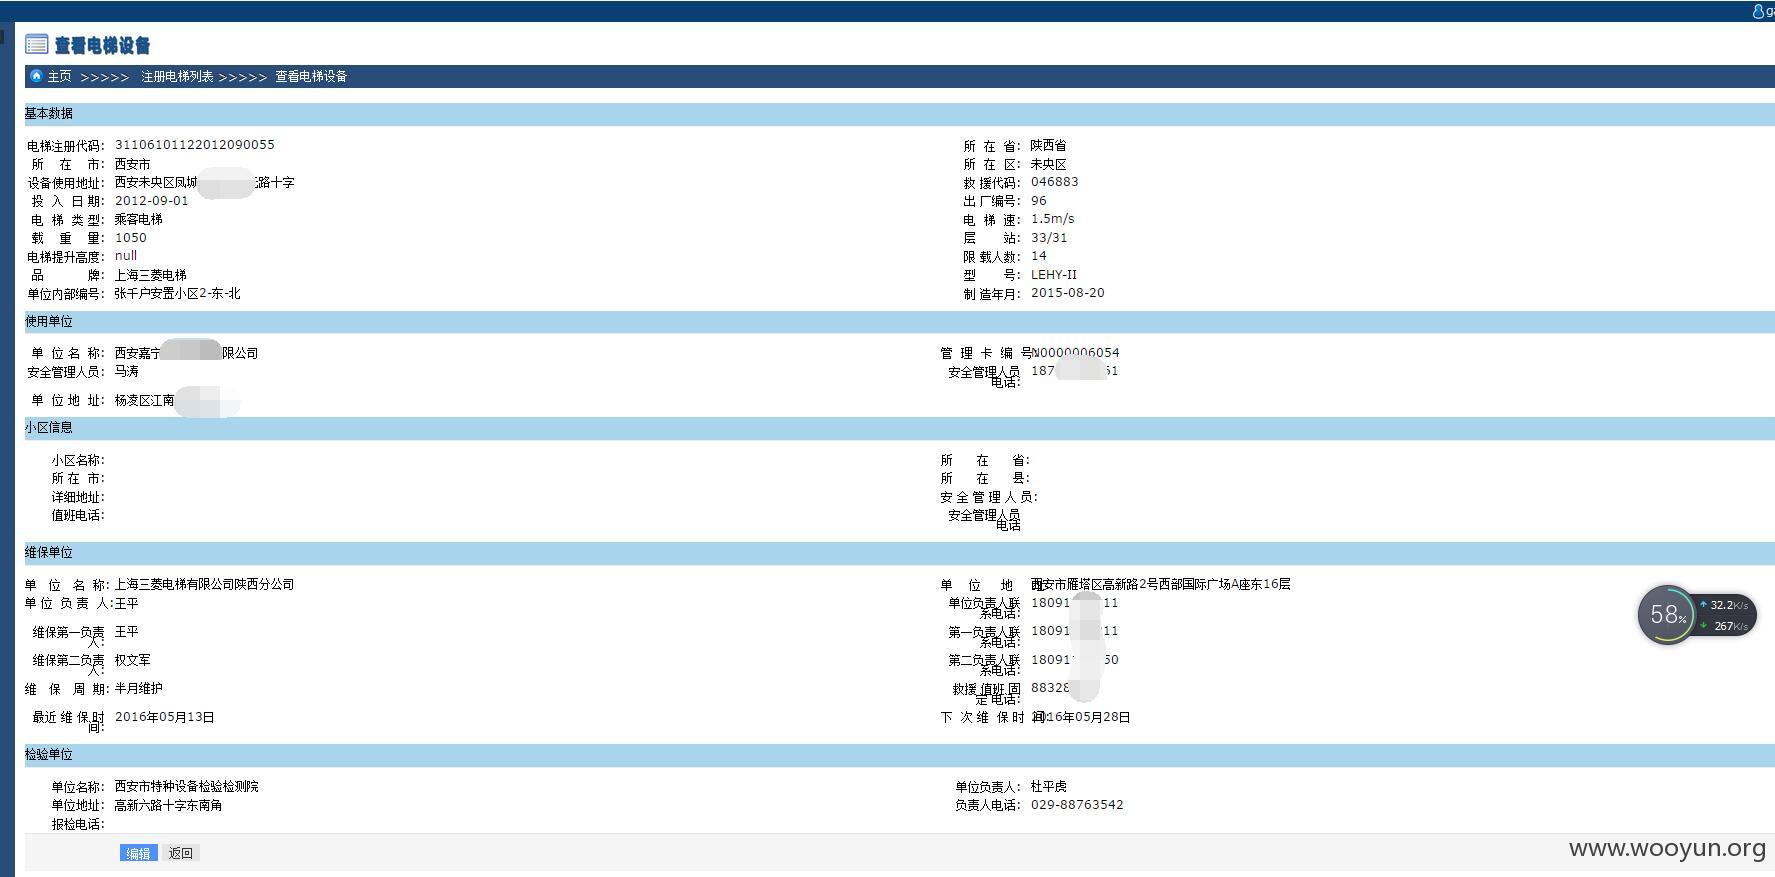 查看电梯设备
主页 >>>>> 注册电梯列表 >>>>> 查看电梯设备
基本数据
电梯注册代码: 31106101122012090055 所 在 省: 陕西省
所 在 市: 西安市 所 在 区: 未央区
设备使用地址: 西安未央区凤城 路十字 救 援代码: 046883
投 入 日 期: 2012-09-01 出 厂编号: 96
电 梯 类 型: 乘客电梯 电 梯 速: 1.5m/s
载 重 量: 1050 层 站: 33/31
电梯提升高度: null 限 载人数: 14
品 牌: 上海三菱电梯 型 号: LEHY-II
单位内部编号: 张千户安置小区2-东-北 制 造年月: 2015-08-20
使用单位
单 位 名 称: 西安嘉宁 限公司 管 理 卡 编 号: N0000006054
安全管理人员: 马涛 安全管理人员电话: 187 51
单 位 地 址: 杨凌区江南
小区信息
小区名称: 所 在 省:
所 在 市: 所 在 县:
详细地址: 安 全 管 理 人 员:
值班电话: 安全管理人员电话
维保单位
单 位 名 称: 上海三菱电梯有限公司陕西分公司 单 位 地 西安市雁塔区高新路2号西部国际广场A座东16层
单 位 负 责 人: 王平 单位负责人联系电话: 18091 11
维保第一负责人: 王平 第一负责人联系电话: 18091 11
维保第二负责人: 权文军 第二负责人联系电话: 18091 50
维 保 周 期: 半月维护 救援 值班 固定 电话: 88328
最近 维 保 时间: 2016年05月13日 下 次 维 保 时 间: 2016年05月28日
检验单位
单位名称: 西安市特种设备检验检测院 单位负责人: 杜平虎
单位地址: 高新六路十字东南角 负责人电话: 029-88763542
报检电话:
编辑 返回
58% 32.2K/s
267K/s
www.wooyun.org